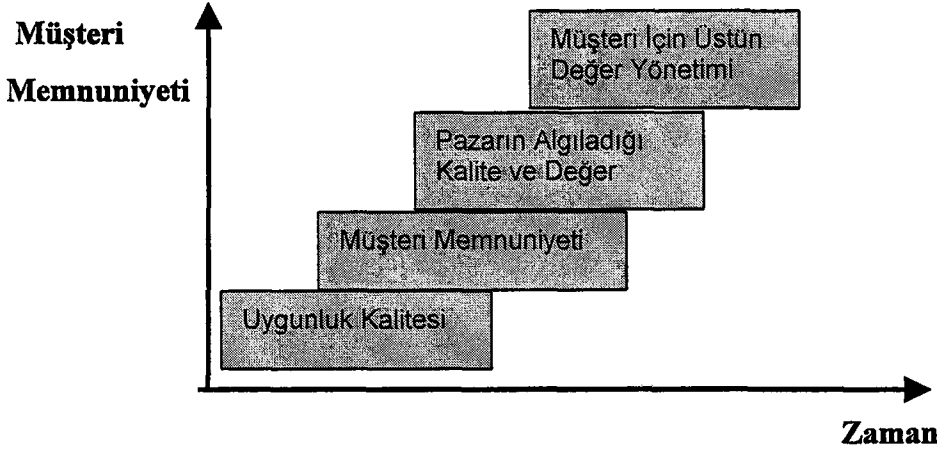 Müşteri
Memnuniyeti
Müşteri İçin Üstün
Değer Yönetimi
Pazarın Algıladığı
Kalite ve Değer
Müşteri Memnuniyeti
Uygunluk Kalitesi
Zaman